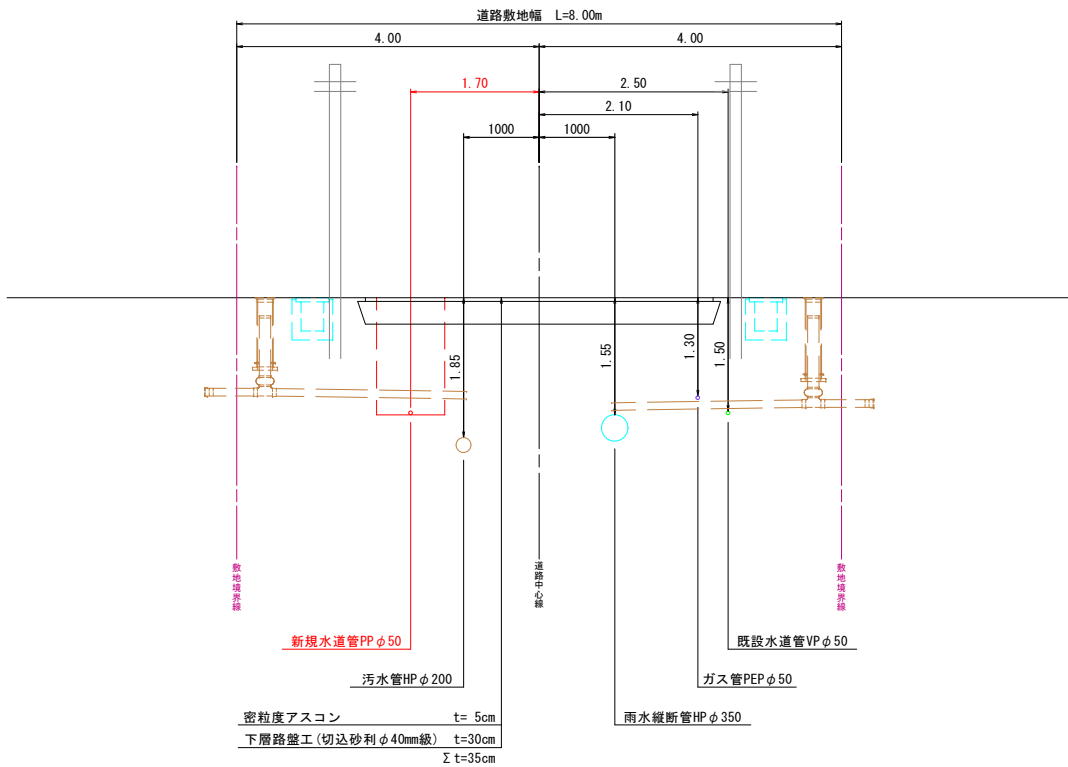 道路敷地幅 L=8.00m
4.00
4.00
1.70
2.50
2.10
1000
1000
1.85
1.55
1.30
1.50
敷地境界線
道路中心線
敷地境界線
新規水道管PPφ50
既設水道管VPφ50
汚水管HPφ200
ガス管PEPφ50
密粒度アスコン t= 5cm
雨水縦断管HPφ350
下層路盤工(切込砂利φ40mm級) t=30cm
Σt=35cm